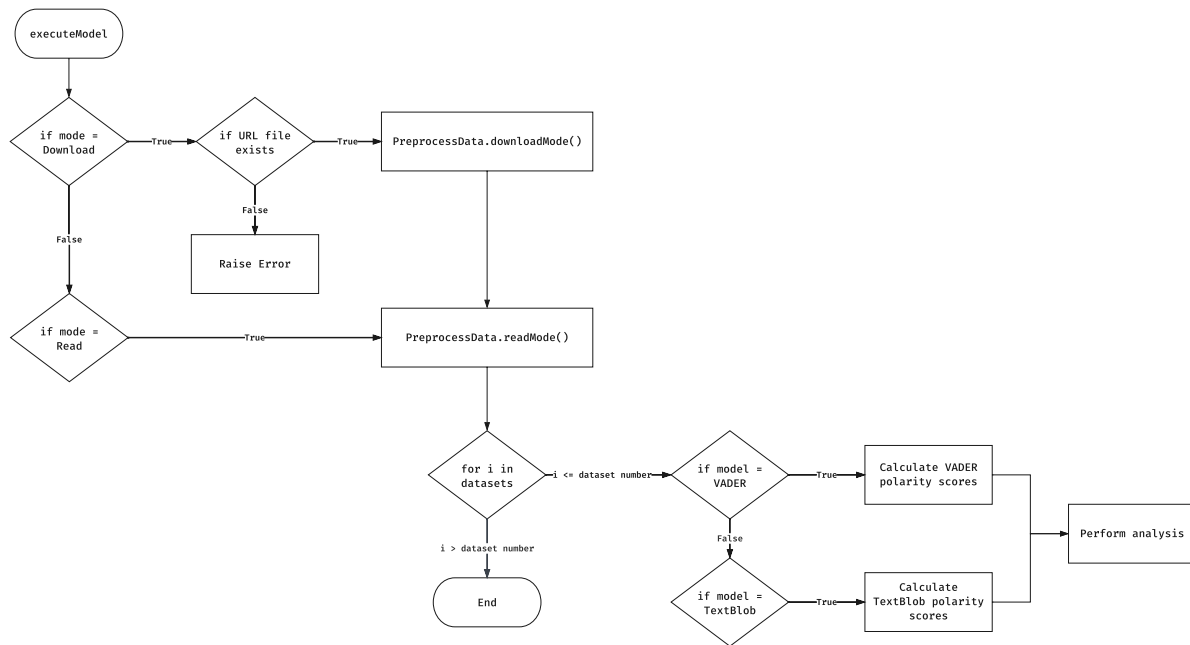 executeModel
if mode =
Download
True
if URL file
exists
True
PreprocessData.downloadMode()
False
False
Raise Error
if mode =
Read
True
PreprocessData.readMode()
for i in
datasets
i <= dataset number
if model =
VADER
True
Calculate VADER
polarity scores
i > dataset number
False
Perform analysis
End
if model =
TextBlob
True
Calculate
TextBlob polarity
scores